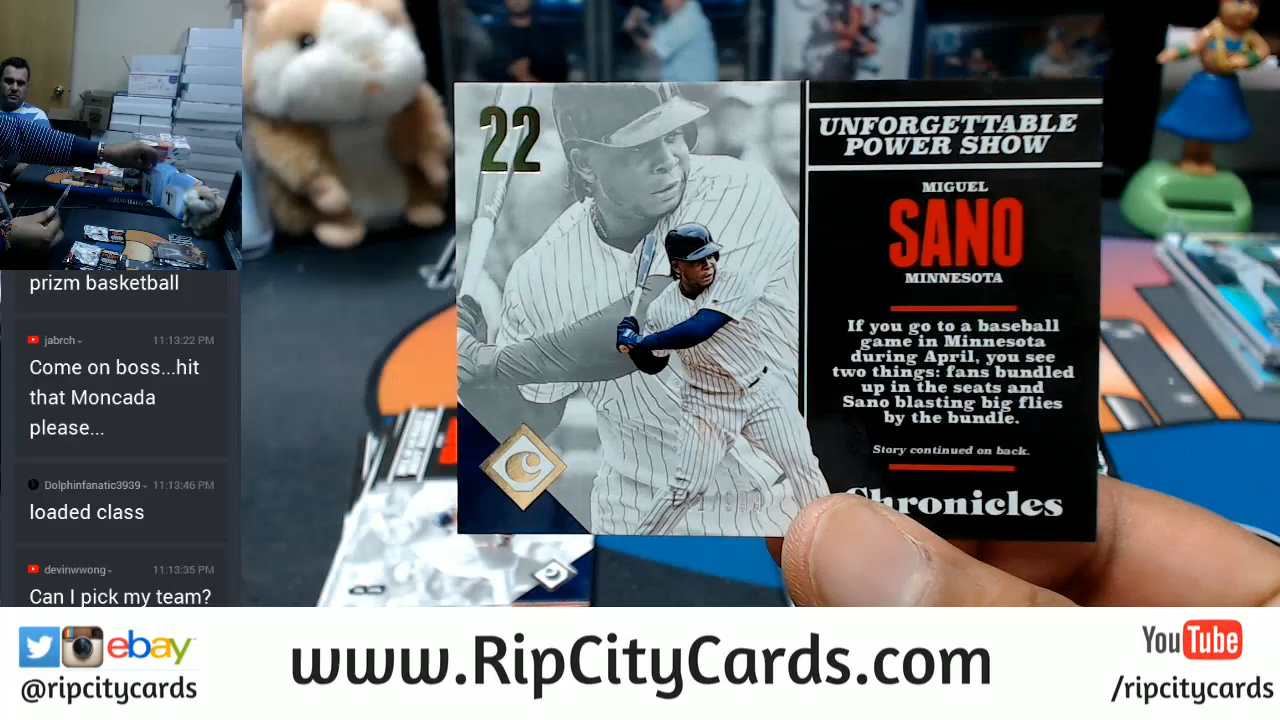 prizm basketball
jabrch 11:13:22 PM
Come on boss...hit
that Moncada
please...
Dolphinfanatic3939 11:13:46 PM
loaded class
devinwwong 11:13:35 PM
Can I pick my team?
22
UNFORGETTABLE
POWER SHOW
MIGUEL
SANO
MINNESOTA
If you go to a baseball
game in Minnesota
during April, you see
two things: fans bundled
up in the seats and
Sano blasting big flies
by the bundle.
Story continued on back.
Chronicles
ebay
@ripcitycards
www.RipCityCards.com
YouTube
/ripcitycards